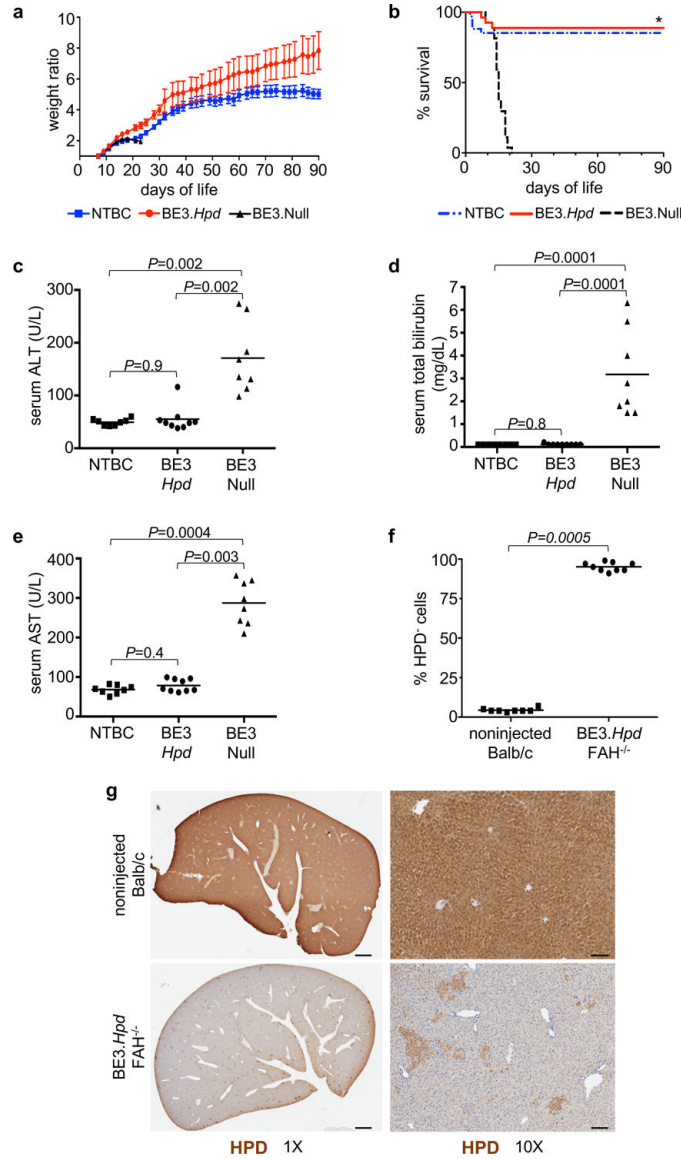 a
weight ratio
8
6
4
2
10 20 30 40 50 60 70 80 90
days of life
NTBC BE3.Hpd BE3.Null
b
% survival
100
50
0
0 30 60 90
*
days of life
NTBC BE3.Hpd BE3.Null
c
P=0.002
P=0.002
P=0.9
serum ALT (U/L)
300
200
100
0
NTBC BE3 Hpd BE3 Null
d
P=0.0001
P=0.0001
P=0.8
serum total bilirubin
(mg/dL)
7
6
5
4
3
2
1
0
NTBC BE3 Hpd BE3 Null
e
P=0.0004
P=0.003
P=0.4
serum AST (U/L)
400
300
200
100
0
NTBC BE3 Hpd BE3 Null
f
P=0.0005
% HPD- cells
100
75
50
25
0
noninjected Balb/c
BE3.Hpd FAH-/-
g
noninjected
Balb/c
BE3.Hpd
FAH-/-
HPD 1X HPD 10X